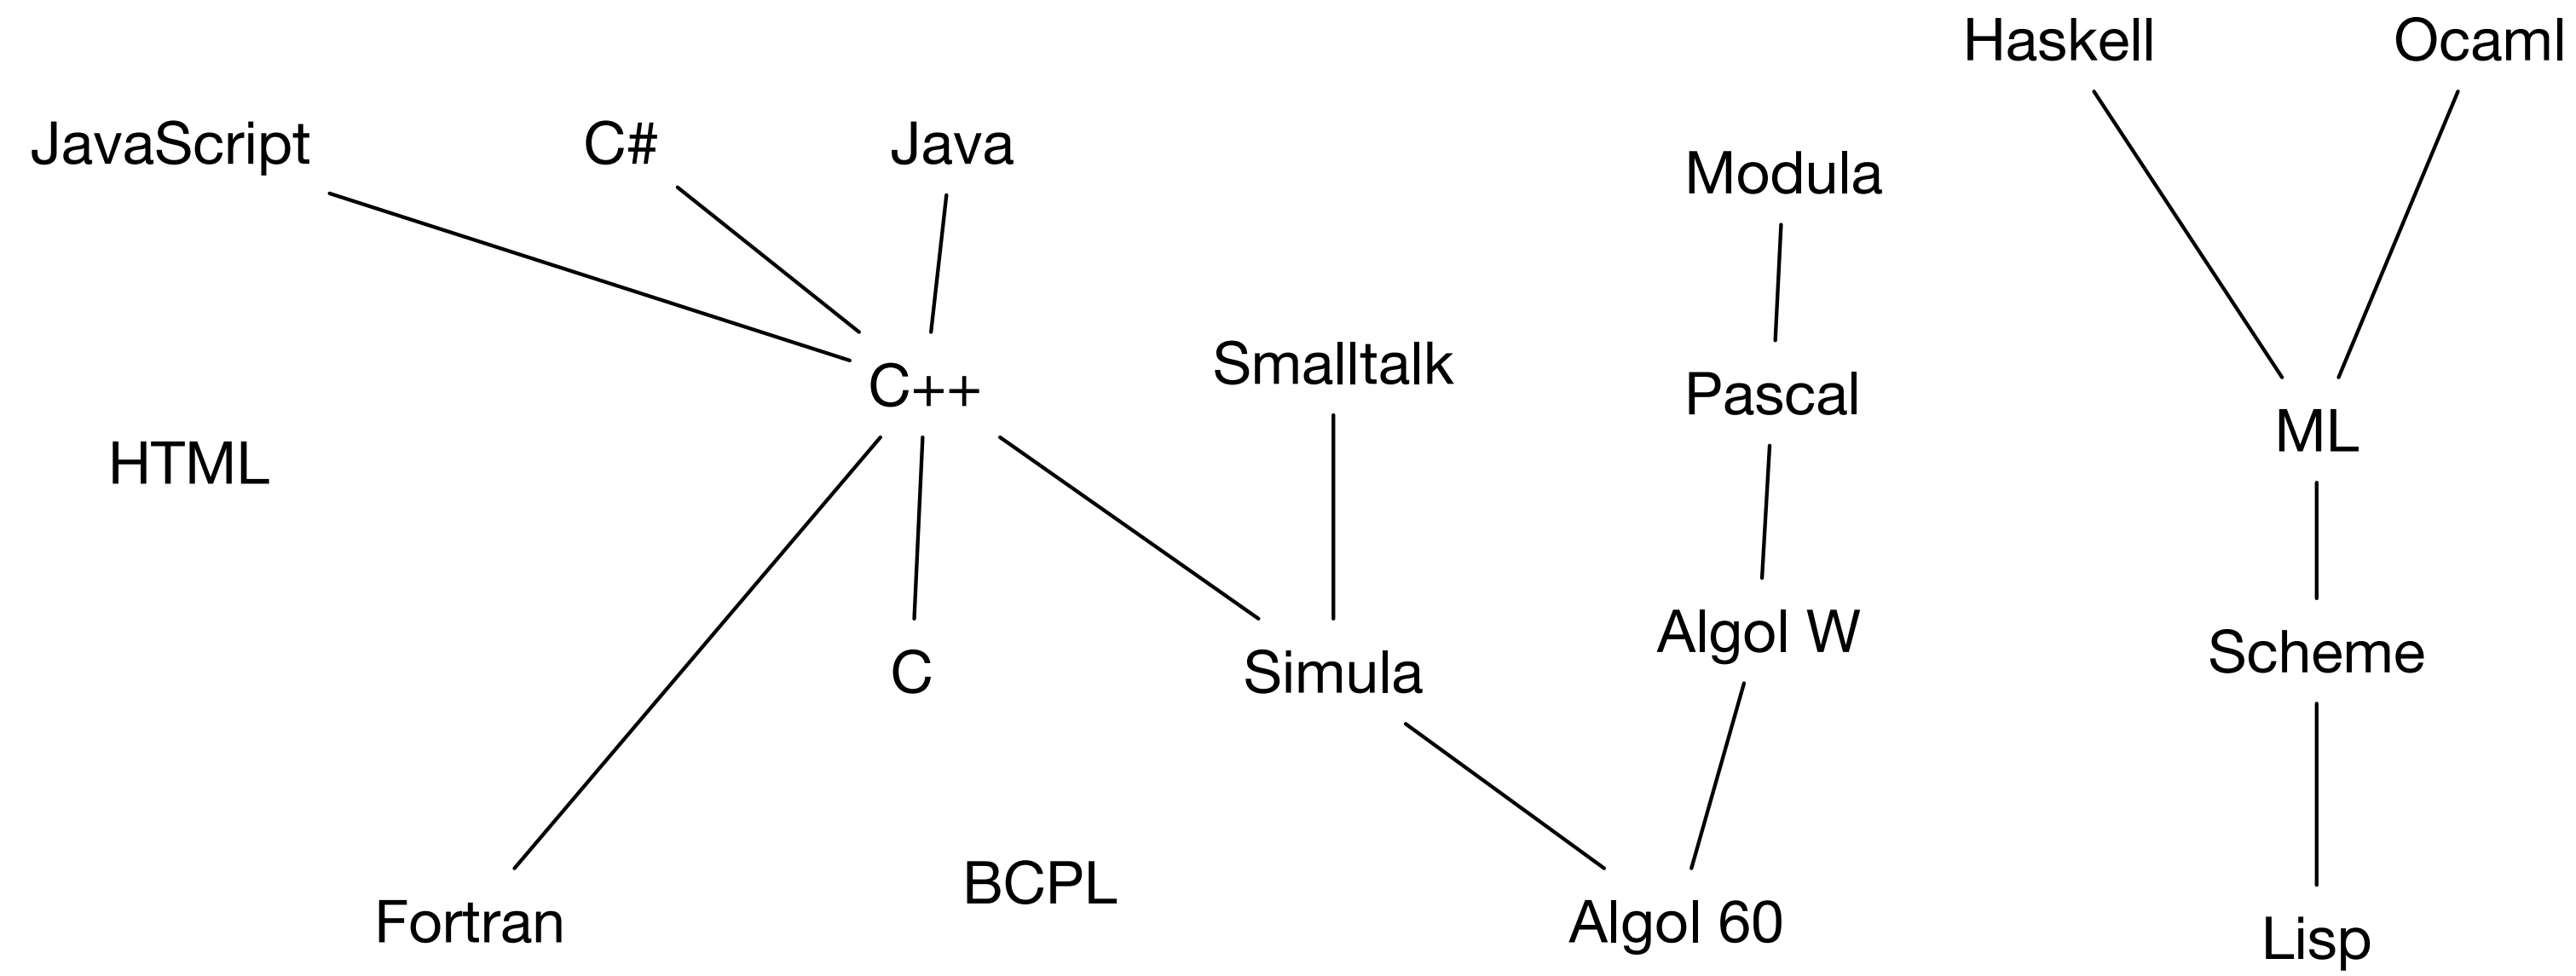 Haskell
Ocaml
JavaScript
C#
Java
Modula
Smalltalk
C++
Pascal
ML
HTML
Algol W
Scheme
C
Simula
BCPL
Fortran
Algol 60
Lisp